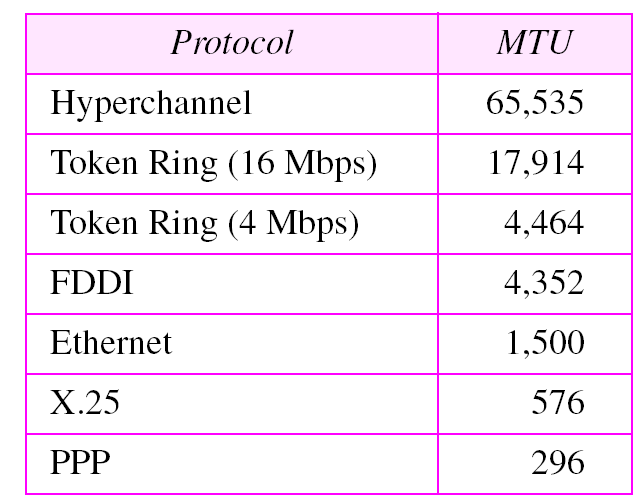 Protocol MTU
Hyperchannel 65,535
Token Ring (16 Mbps) 17,914
Token Ring (4 Mbps) 4,464
FDDI 4,352
Ethernet 1,500
X.25 576
PPP 296